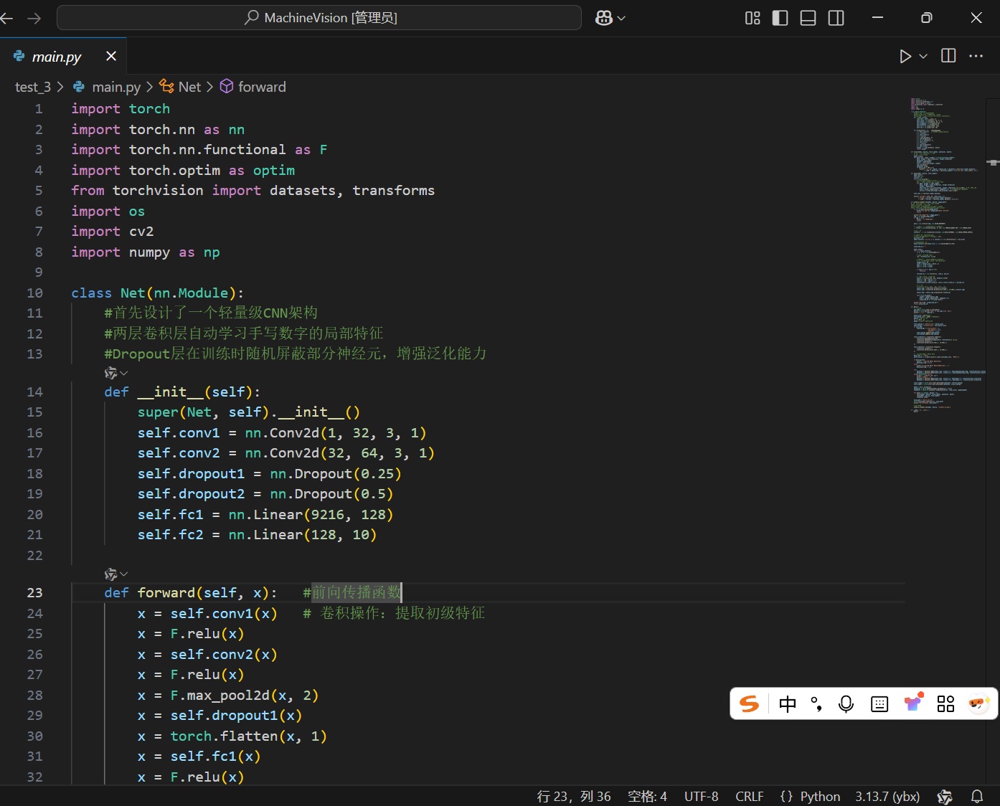 MachineVision [管理员]
main.py
test_3 > main.py > Net > forward
1 import torch
2 import torch.nn as nn
3 import torch.nn.functional as F
4 import torch.optim as optim
5 from torchvision import datasets, transforms
6 import os
7 import cv2
8 import numpy as np
9
10 class Net(nn.Module):
11 #首先设计了一个轻量级CNN架构
12 #两层卷积层自动学习手写数字的局部特征
13 #Dropout层在训练时随机屏蔽部分神经元，增强泛化能力
14 def __init__(self):
15 super(Net, self).__init__()
16 self.conv1 = nn.Conv2d(1, 32, 3, 1)
17 self.conv2 = nn.Conv2d(32, 64, 3, 1)
18 self.dropout1 = nn.Dropout(0.25)
19 self.dropout2 = nn.Dropout(0.5)
20 self.fc1 = nn.Linear(9216, 128)
21 self.fc2 = nn.Linear(128, 10)
22
23 def forward(self, x): #前向传播函数
24 x = self.conv1(x) # 卷积操作：提取初级特征
25 x = F.relu(x)
26 x = self.conv2(x)
27 x = F.relu(x)
28 x = F.max_pool2d(x, 2)
29 x = self.dropout1(x)
30 x = torch.flatten(x, 1)
31 x = self.fc1(x)
32 x = F.relu(x)
中
行 23，列 36 空格: 4 UTF-8 CRLF {} Python 3.13.7 (ybx)